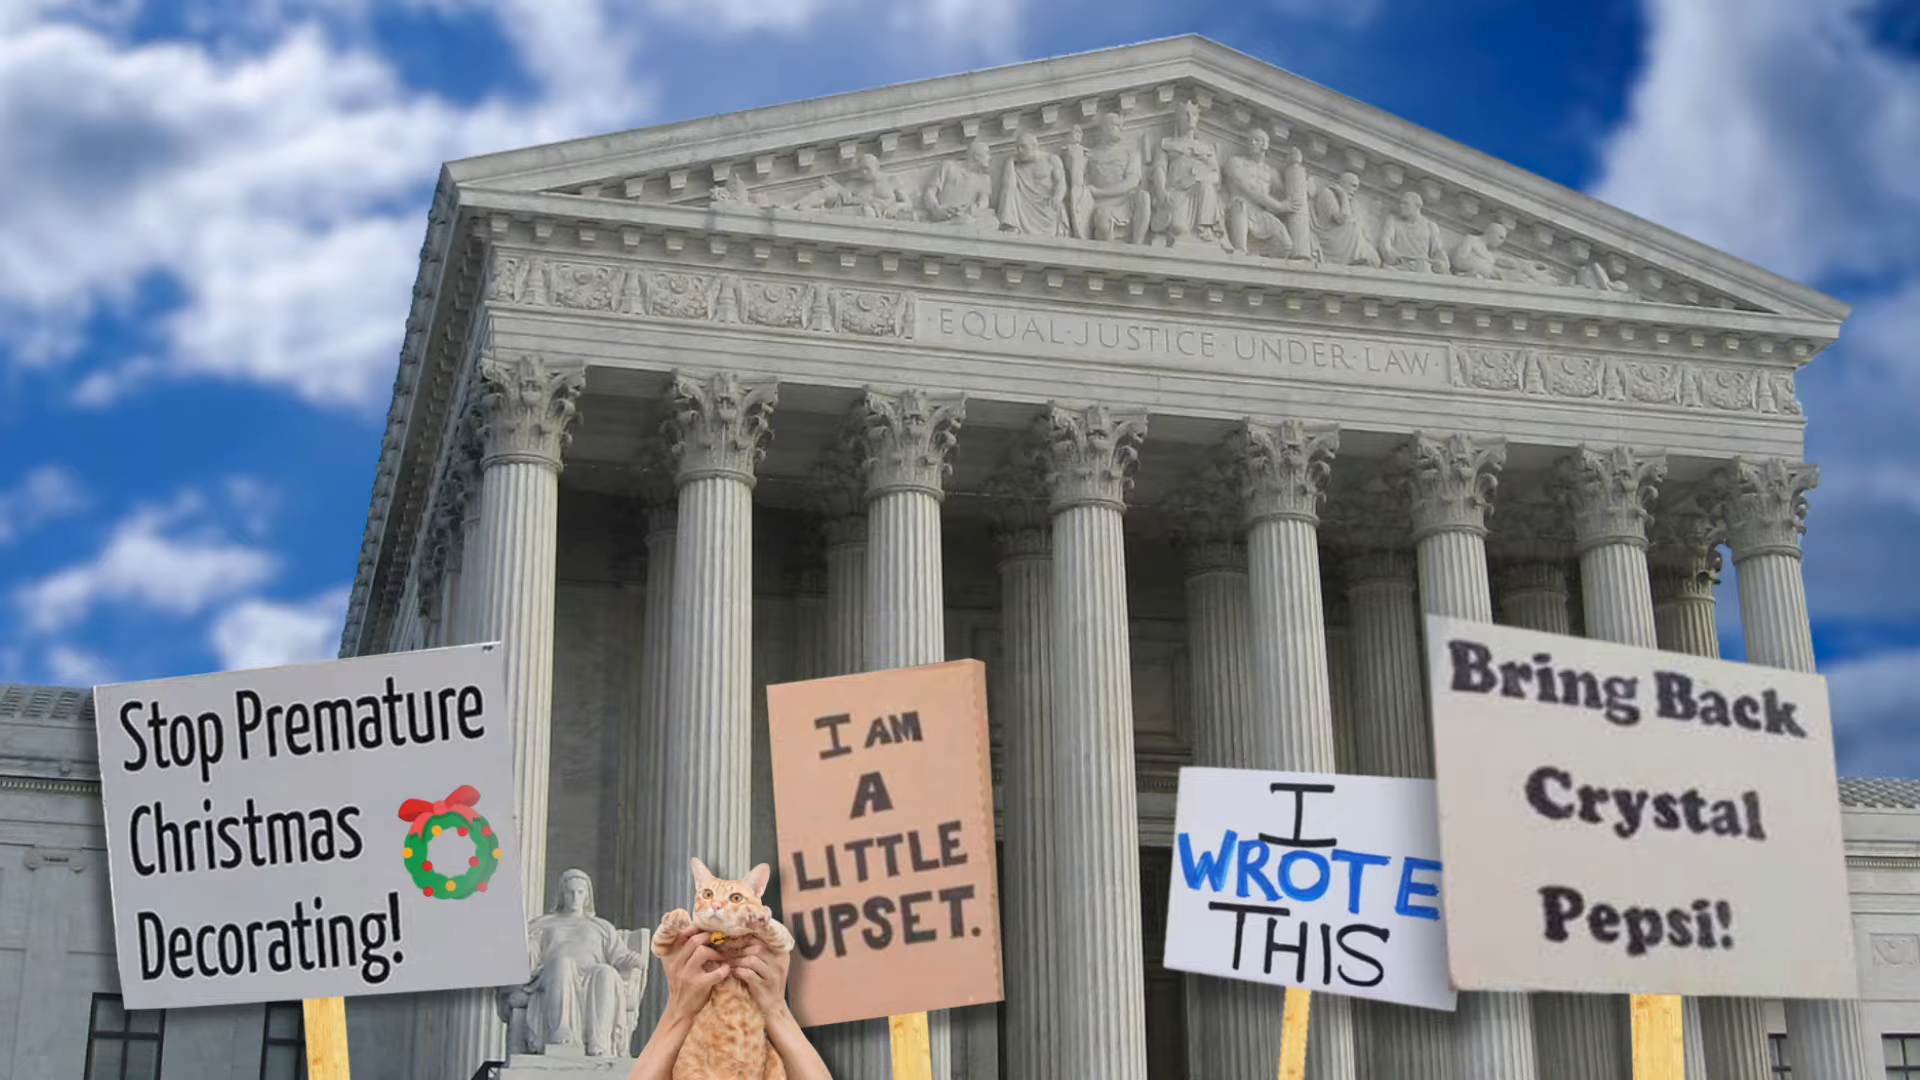 EQUAL·JUSTICE·UNDER·LAW
Stop Premature
Christmas
Decorating!
I AM
A
LITTLE
UPSET.
I
WROTE
THIS
Bring Back
Crystal
Pepsi!